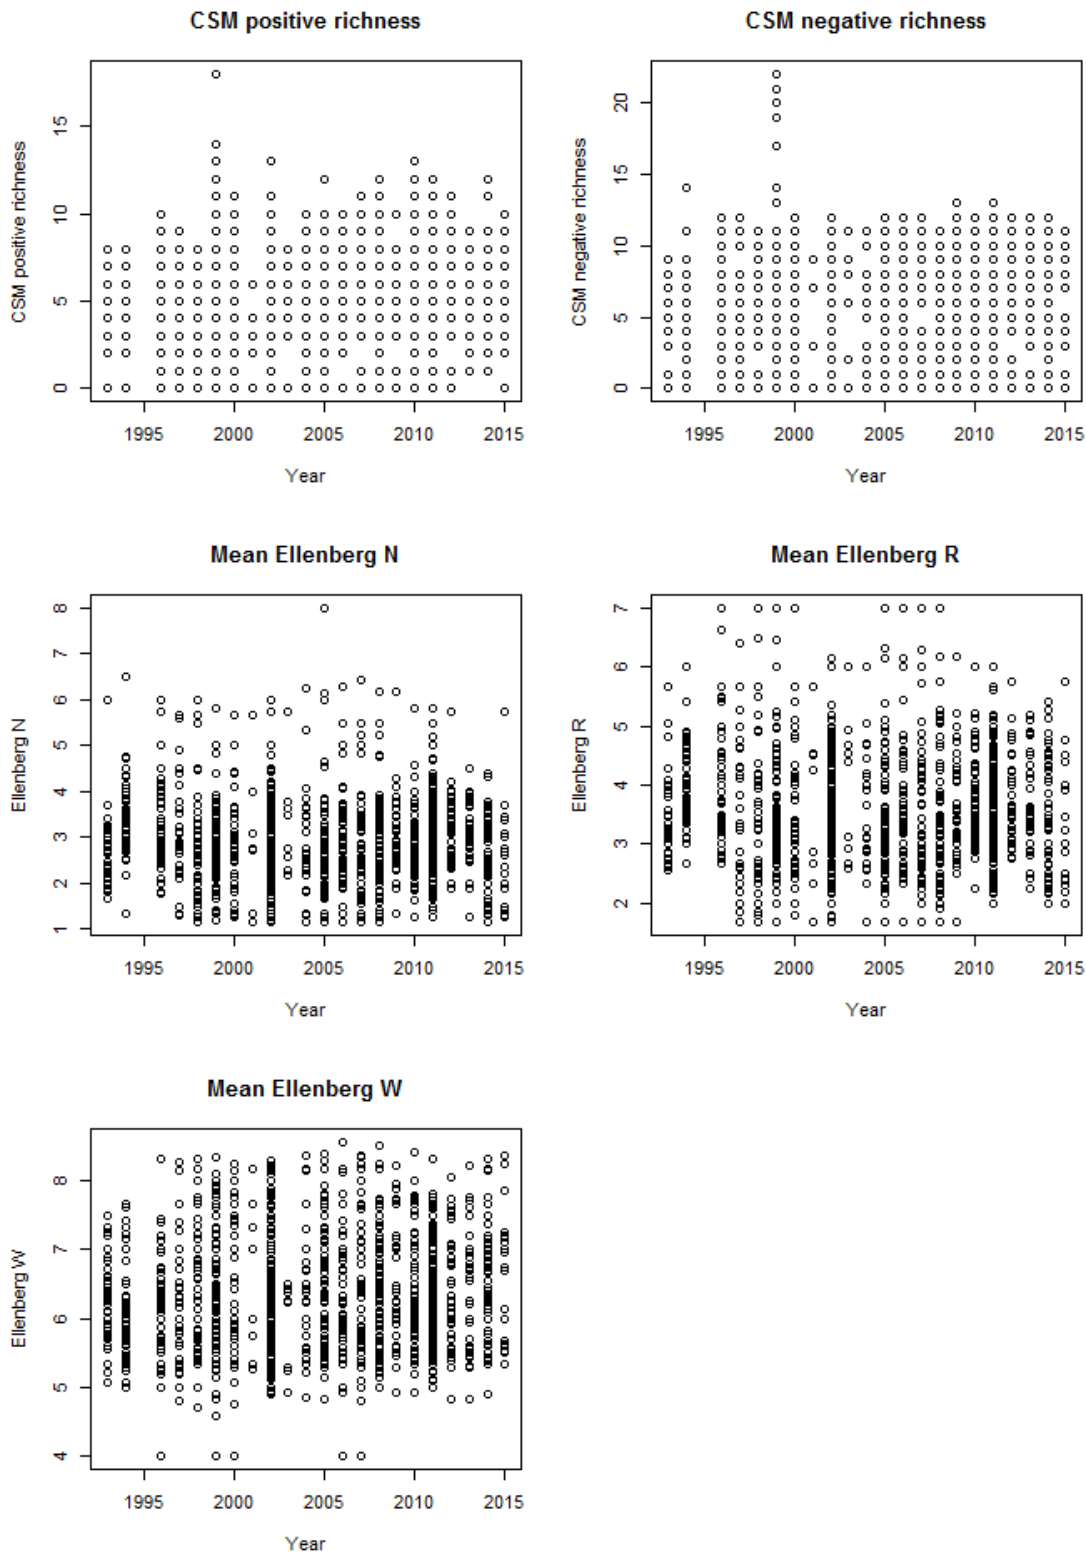 CSM positive richness
CSM positive richness
0 5 10 15
1995 2000 2005 2010 2015
Year
CSM negative richness
CSM negative richness
0 5 10 15 20
1995 2000 2005 2010 2015
Year
Mean Ellenberg N
Ellenberg N
1 2 3 4 5 6 7 8
1995 2000 2005 2010 2015
Year
Mean Ellenberg R
Ellenberg R
2 3 4 5 6 7
1995 2000 2005 2010 2015
Year
Mean Ellenberg W
Ellenberg W
4 5 6 7 8
1995 2000 2005 2010 2015
Year